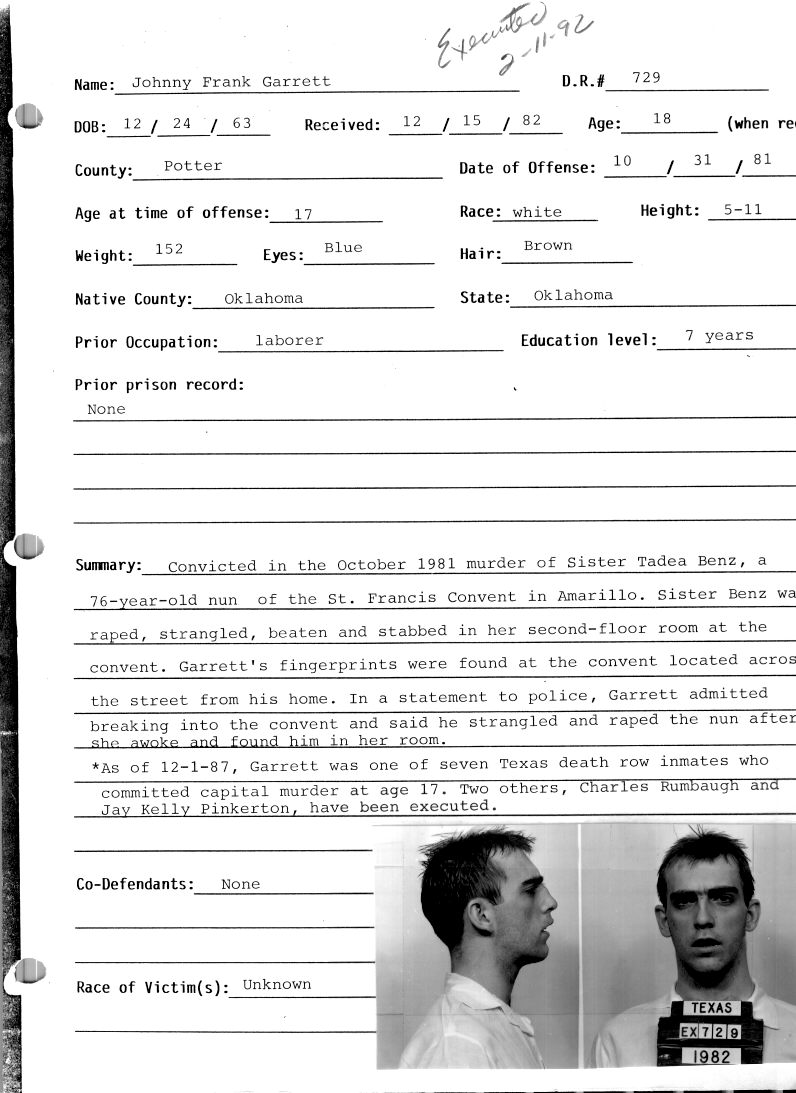 Executed
2-11-92
Name: Johnny Frank Garrett D.R.# 729
DOB: 12 / 24 / 63 Received: 12 / 15 / 82 Age: 18 (when rec
County: Potter Date of Offense: 10 / 31 / 81
Age at time of offense: 17 Race: white Height: 5-11
Weight: 152 Eyes: Blue Hair: Brown
Native County: Oklahoma State: Oklahoma
Prior Occupation: laborer Education level: 7 years
Prior prison record:
None
Summary: Convicted in the October 1981 murder of Sister Tadea Benz, a
76-year-old nun of the St. Francis Convent in Amarillo. Sister Benz wa
raped, strangled, beaten and stabbed in her second-floor room at the
convent. Garrett's fingerprints were found at the convent located acros
the street from his home. In a statement to police, Garrett admitted
breaking into the convent and said he strangled and raped the nun after
she awoke and found him in her room.
*As of 12-1-87, Garrett was one of seven Texas death row inmates who
committed capital murder at age 17. Two others, Charles Rumbaugh and
Jay Kelly Pinkerton, have been executed.
Co-Defendants: None
Race of Victim(s): Unknown
TEXAS
EX729
1982